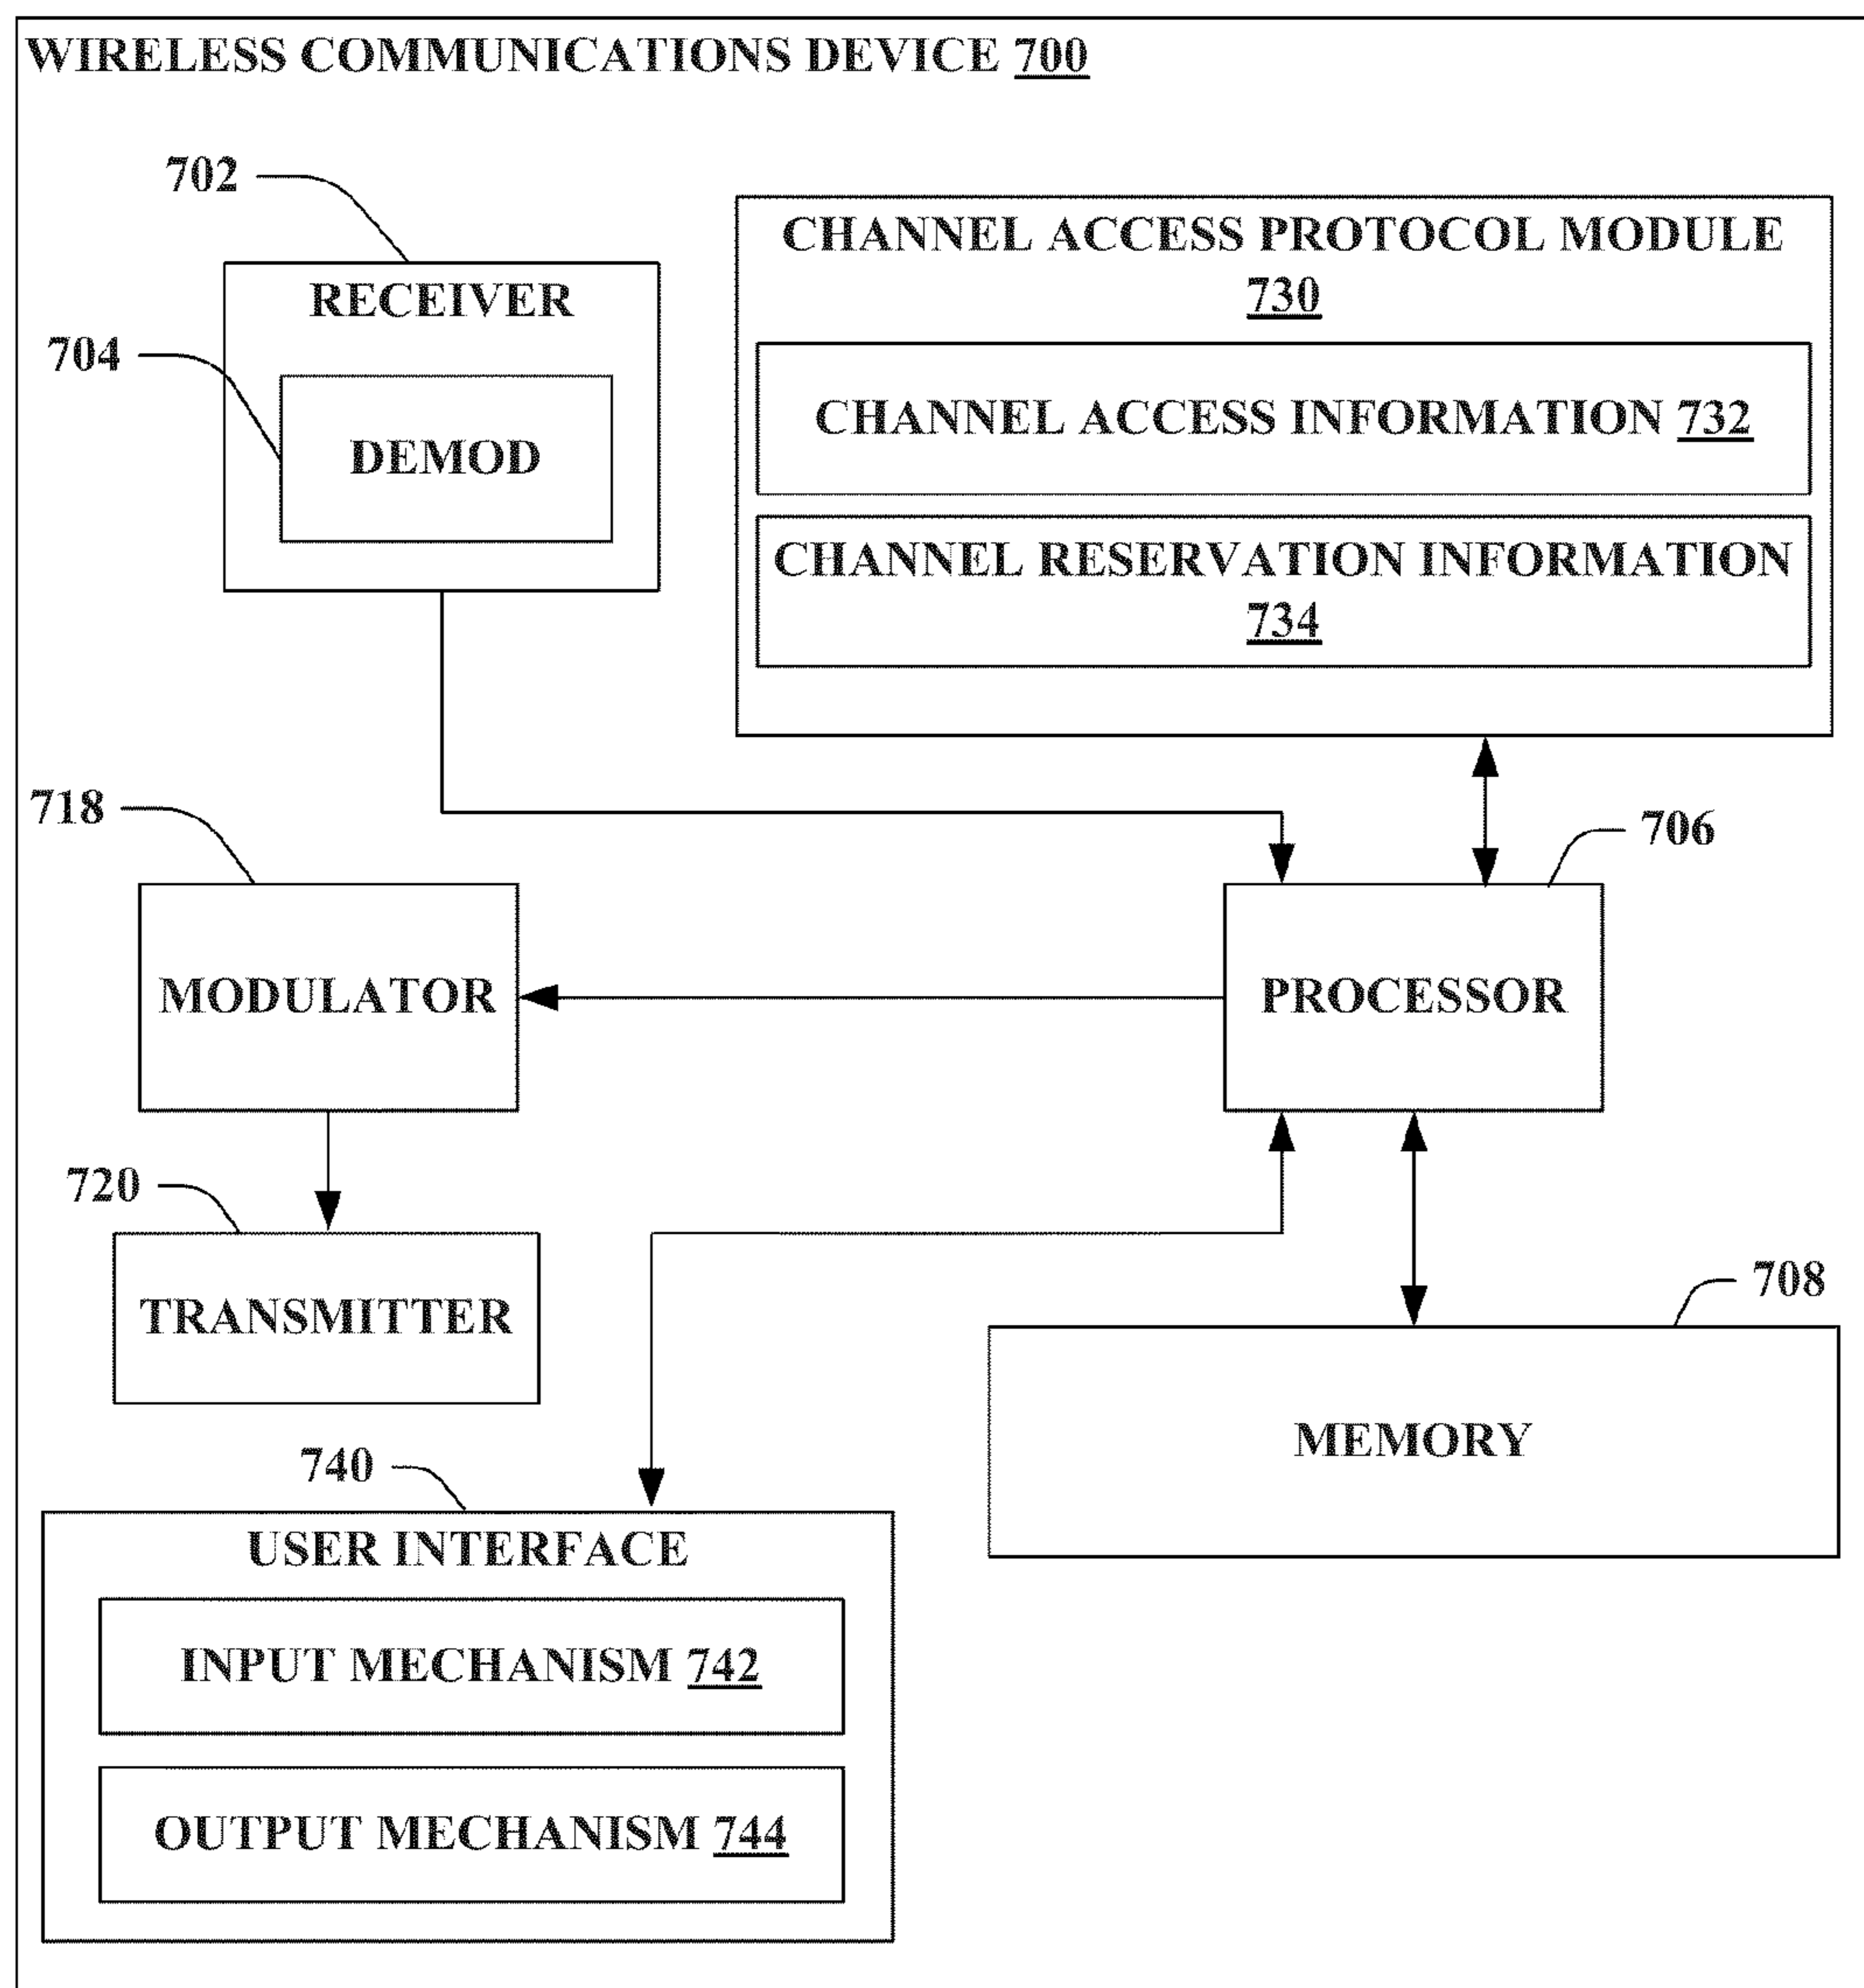 WIRELESS COMMUNICATIONS DEVICE 700
702
RECEIVER
704
DEMOD
CHANNEL ACCESS PROTOCOL MODULE
730
CHANNEL ACCESS INFORMATION 732
CHANNEL RESERVATION INFORMATION
734
718
MODULATOR
706
PROCESSOR
720
TRANSMITTER
708
MEMORY
740
USER INTERFACE
INPUT MECHANISM 742
OUTPUT MECHANISM 744